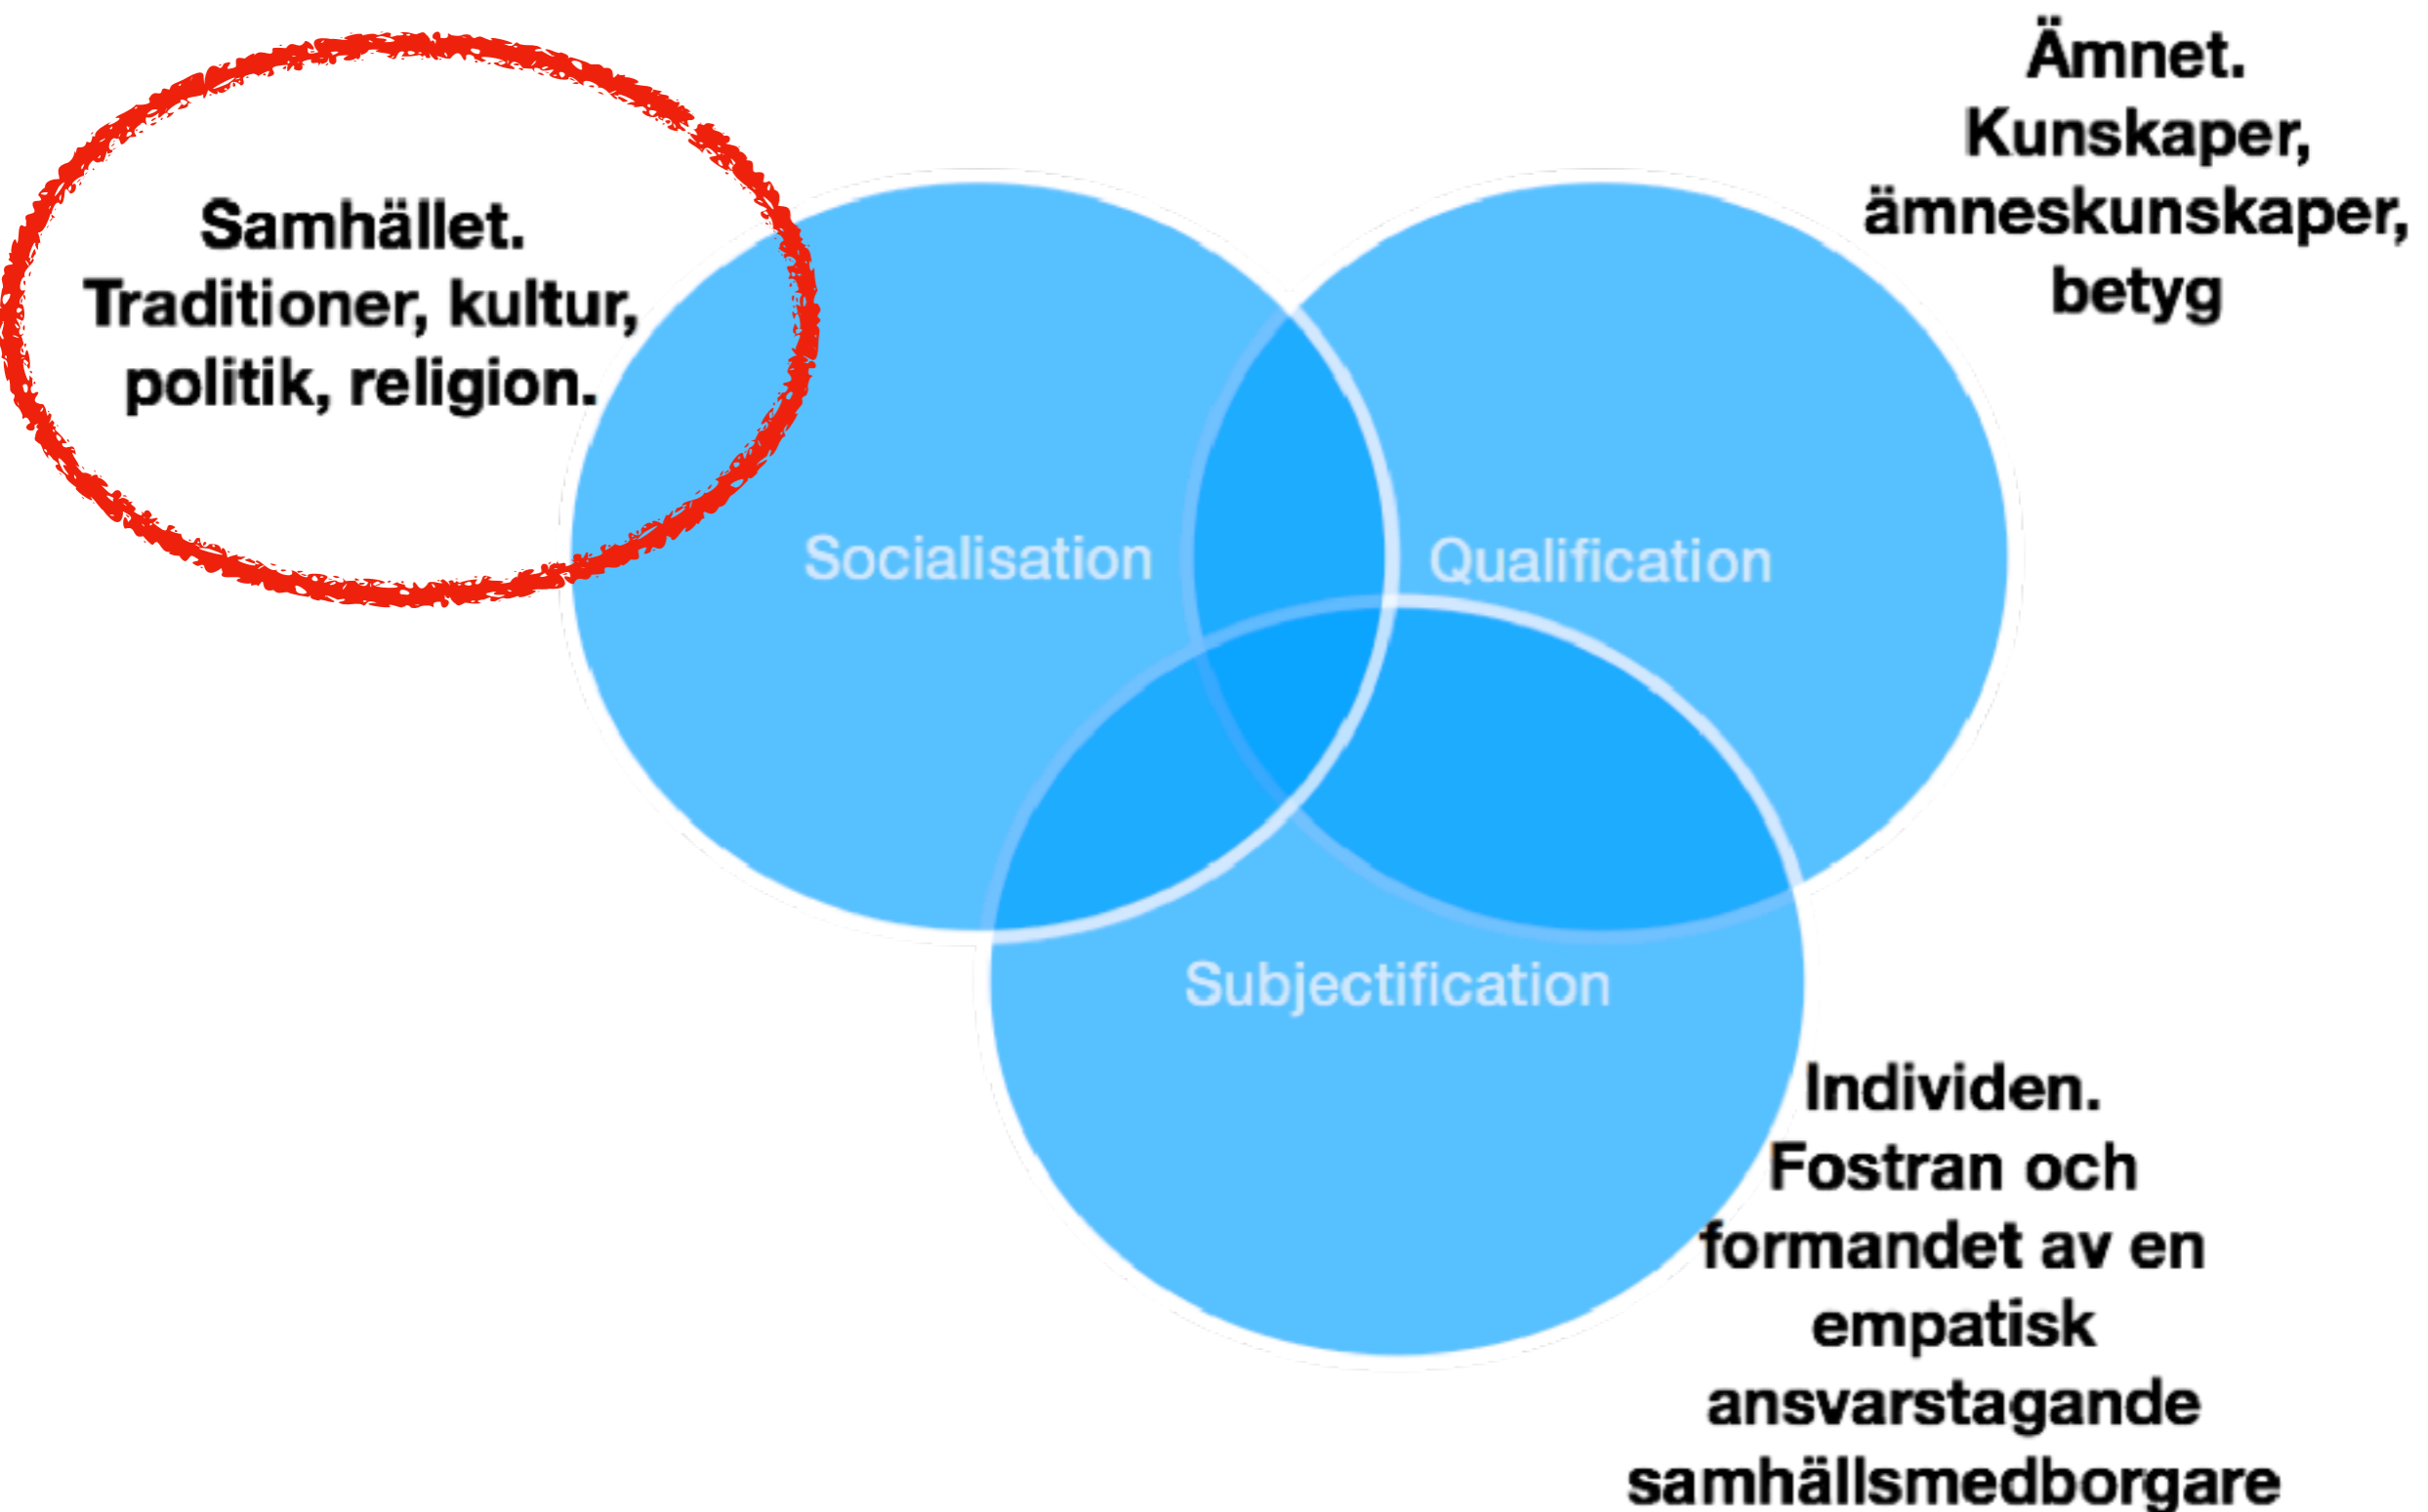 Samhället.
Traditioner, kultur,
politik, religion.
Ämnet.
Kunskaper,
ämneskunskaper,
betyg
Socialisation
Qualification
Subjectification
Individen.
Fostran och
formandet av en
empatisk
ansvarstagande
samhällsmedborgare